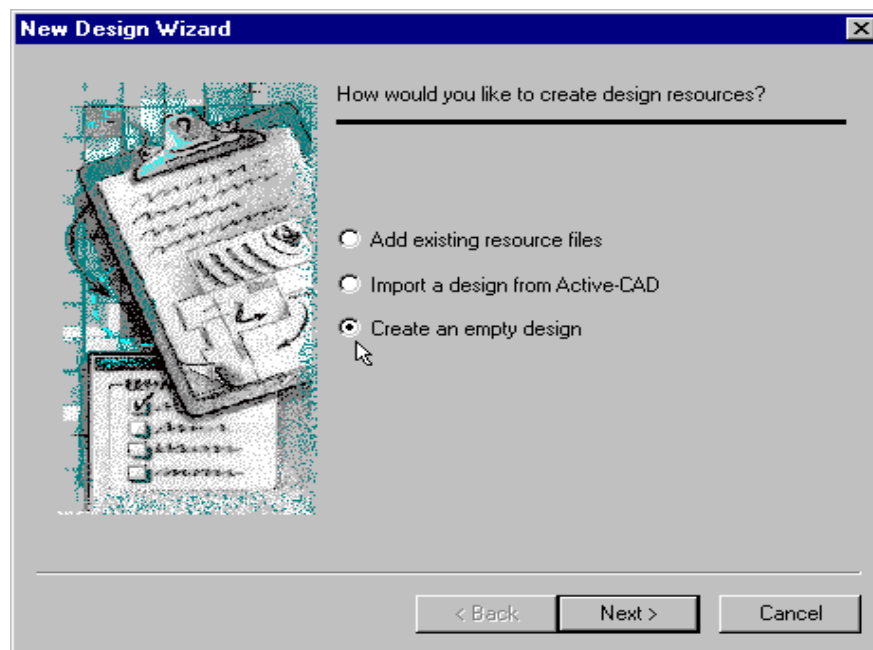 New Design Wizard
How would you like to create design resources?
Add existing resource files
Import a design from Active-CAD
Create an empty design
< Back
Next >
Cancel